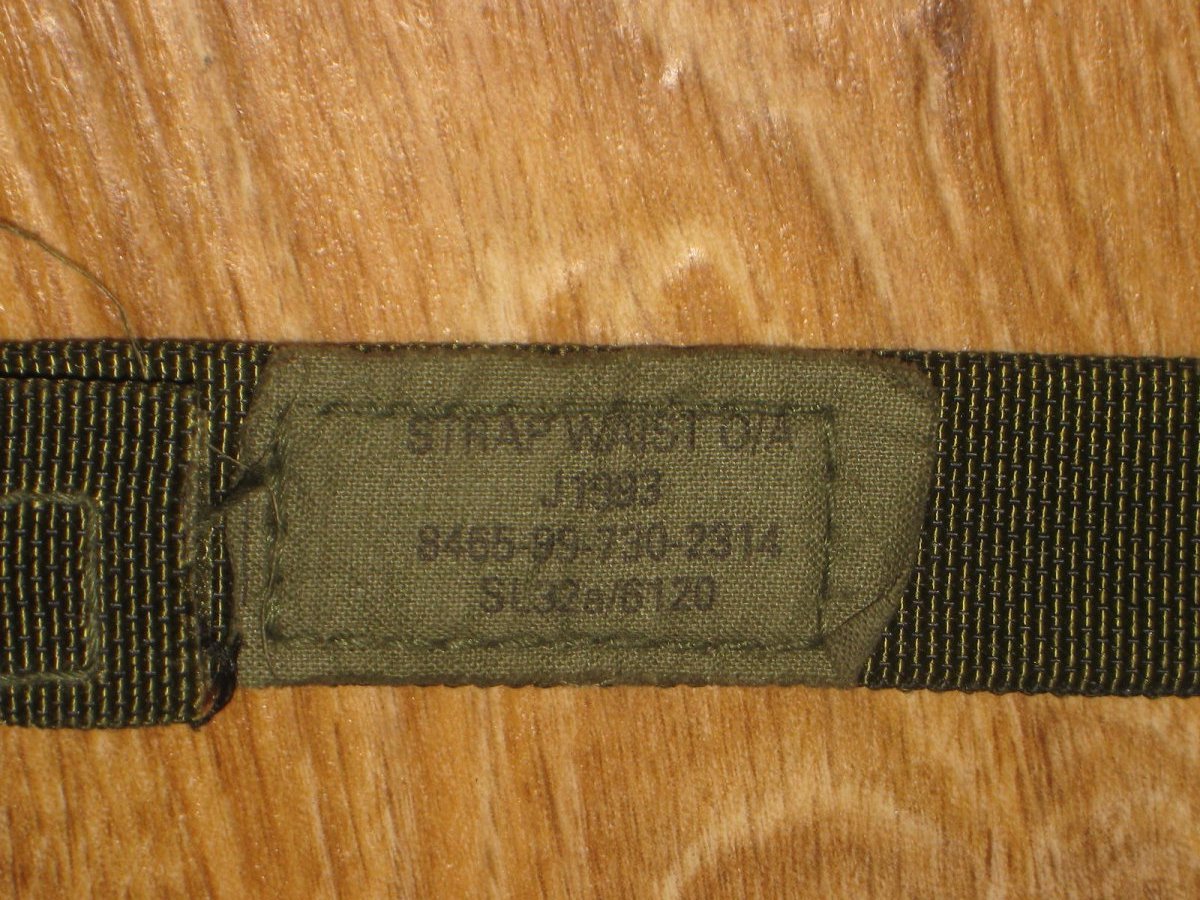 STRAP WAIST O/A
J1993
8465-99-730-2314
SL32a/6120